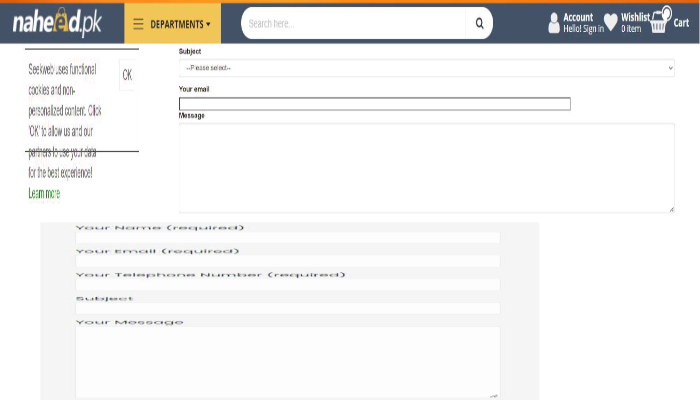 naheed.pk
DEPARTMENTS
Search here...
Account
Hello! Sign in
Wishlist
0 item
0
Cart
Seekweb uses functional
cookies and non-
personalized content. Click
'OK' to allow us and our
partners to use your data
for the best experience!
Learn more
OK
Subject
--Please select--
Your email
Message
Your Name (required)
Your Email (required)
Your Telephone Number (required)
Subject
Your Message